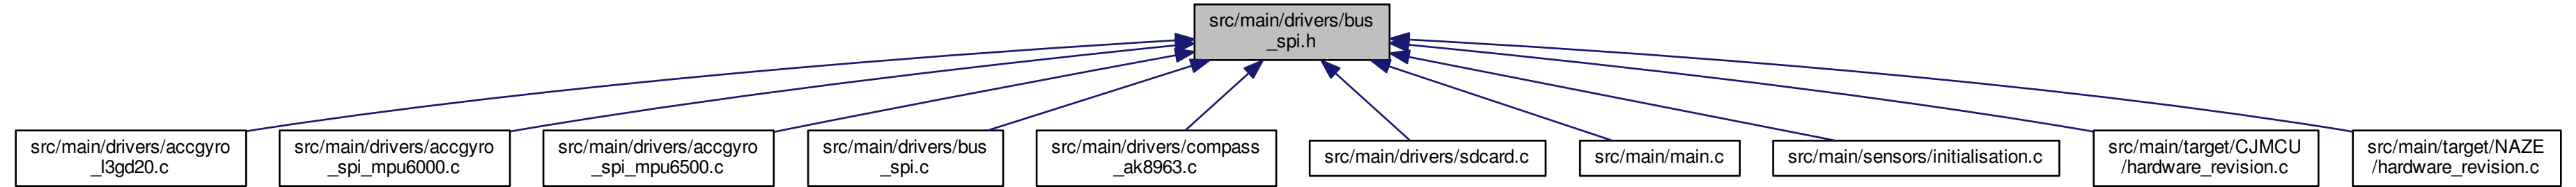 src/main/drivers/bus
_spi.h
src/main/drivers/accgyro
_l3gd20.c
src/main/drivers/accgyro
_spi_mpu6000.c
src/main/drivers/accgyro
_spi_mpu6500.c
src/main/drivers/bus
_spi.c
src/main/drivers/compass
_ak8963.c
src/main/drivers/sdcard.c
src/main/main.c
src/main/sensors/initialisation.c
src/main/target/CJMCU
/hardware_revision.c
src/main/target/NAZE
/hardware_revision.c